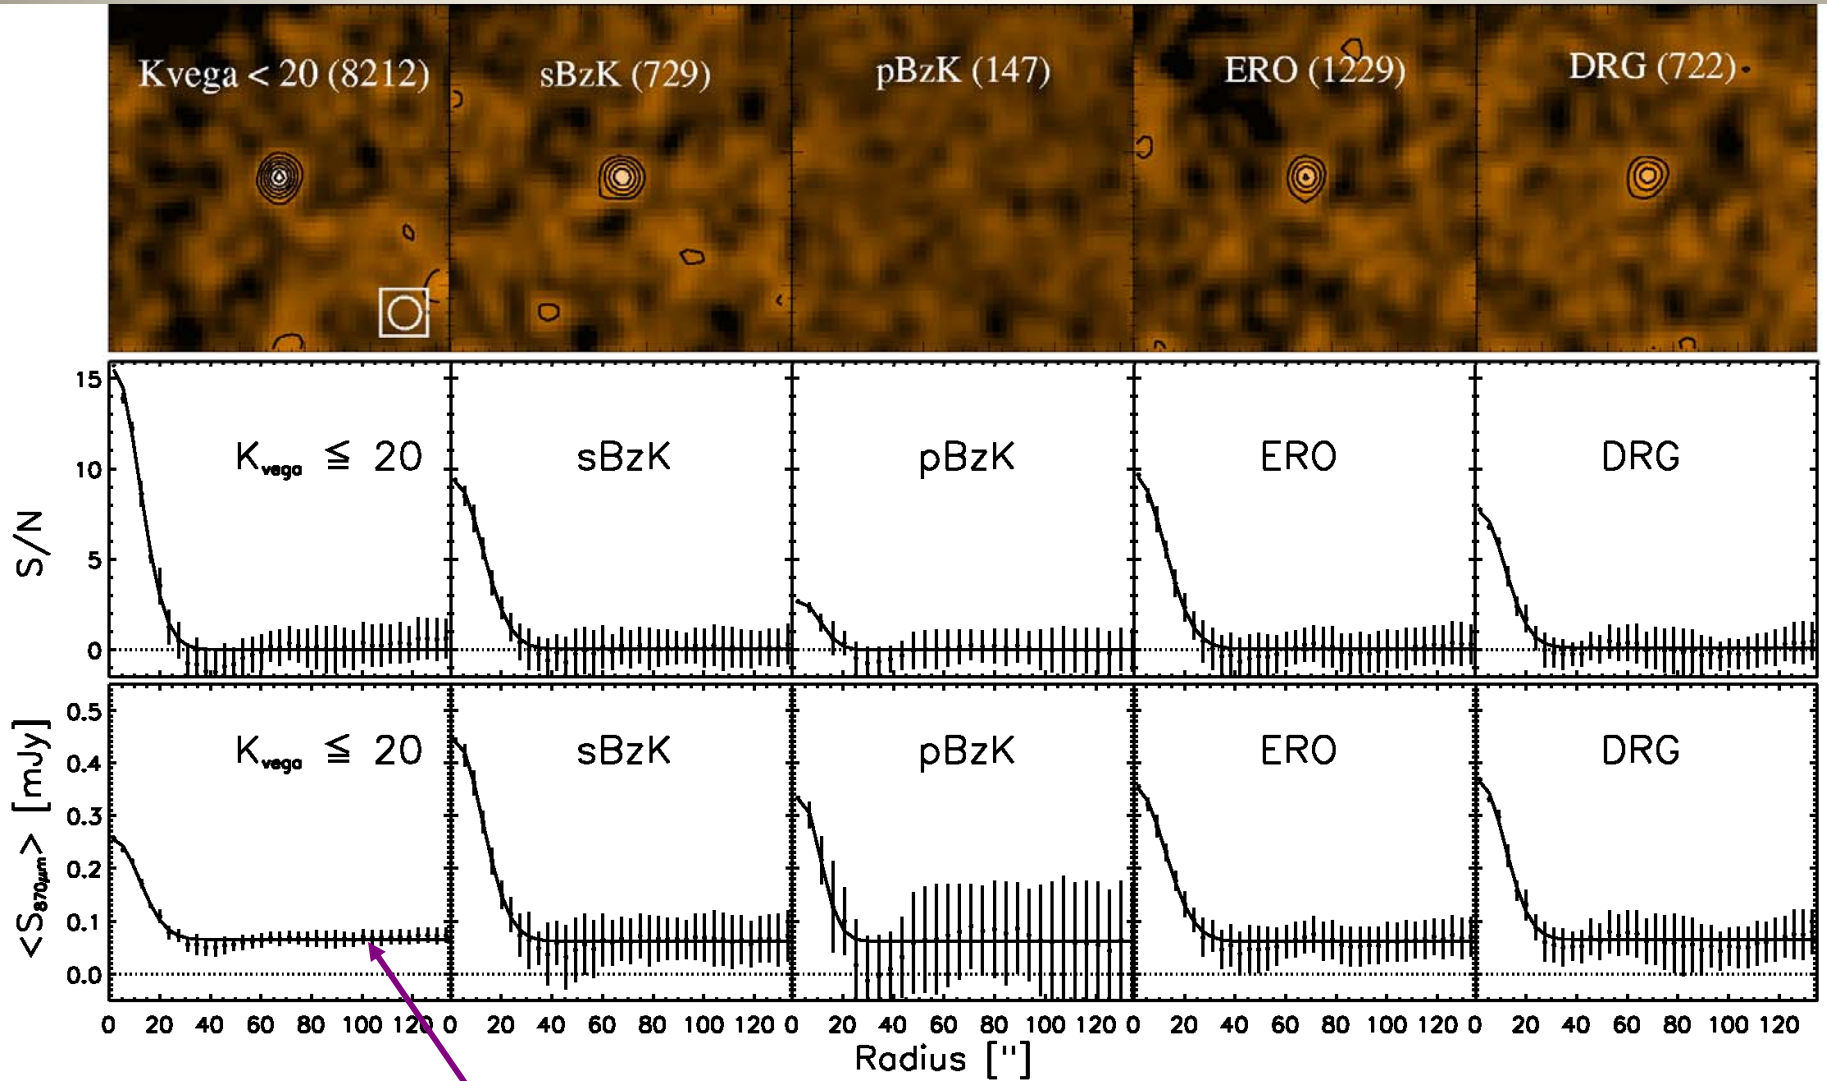 Kvega < 20 (8212) sBzK (729) pBzK (147) ERO (1229) DRG (722)
15
10
5
0
S/N
K_vega ≦ 20 sBzK pBzK ERO DRG
0.5
0.4
0.3
0.2
0.1
0.0
<S_870μm> [mJy]
K_vega ≦ 20 sBzK pBzK ERO DRG
0 20 40 60 80 100 120 0 20 40 60 80 100 120 0 20 40 60 80 100 120 0 20 40 60 80 100 120 0 20 40 60 80 100 120
Radius ["]